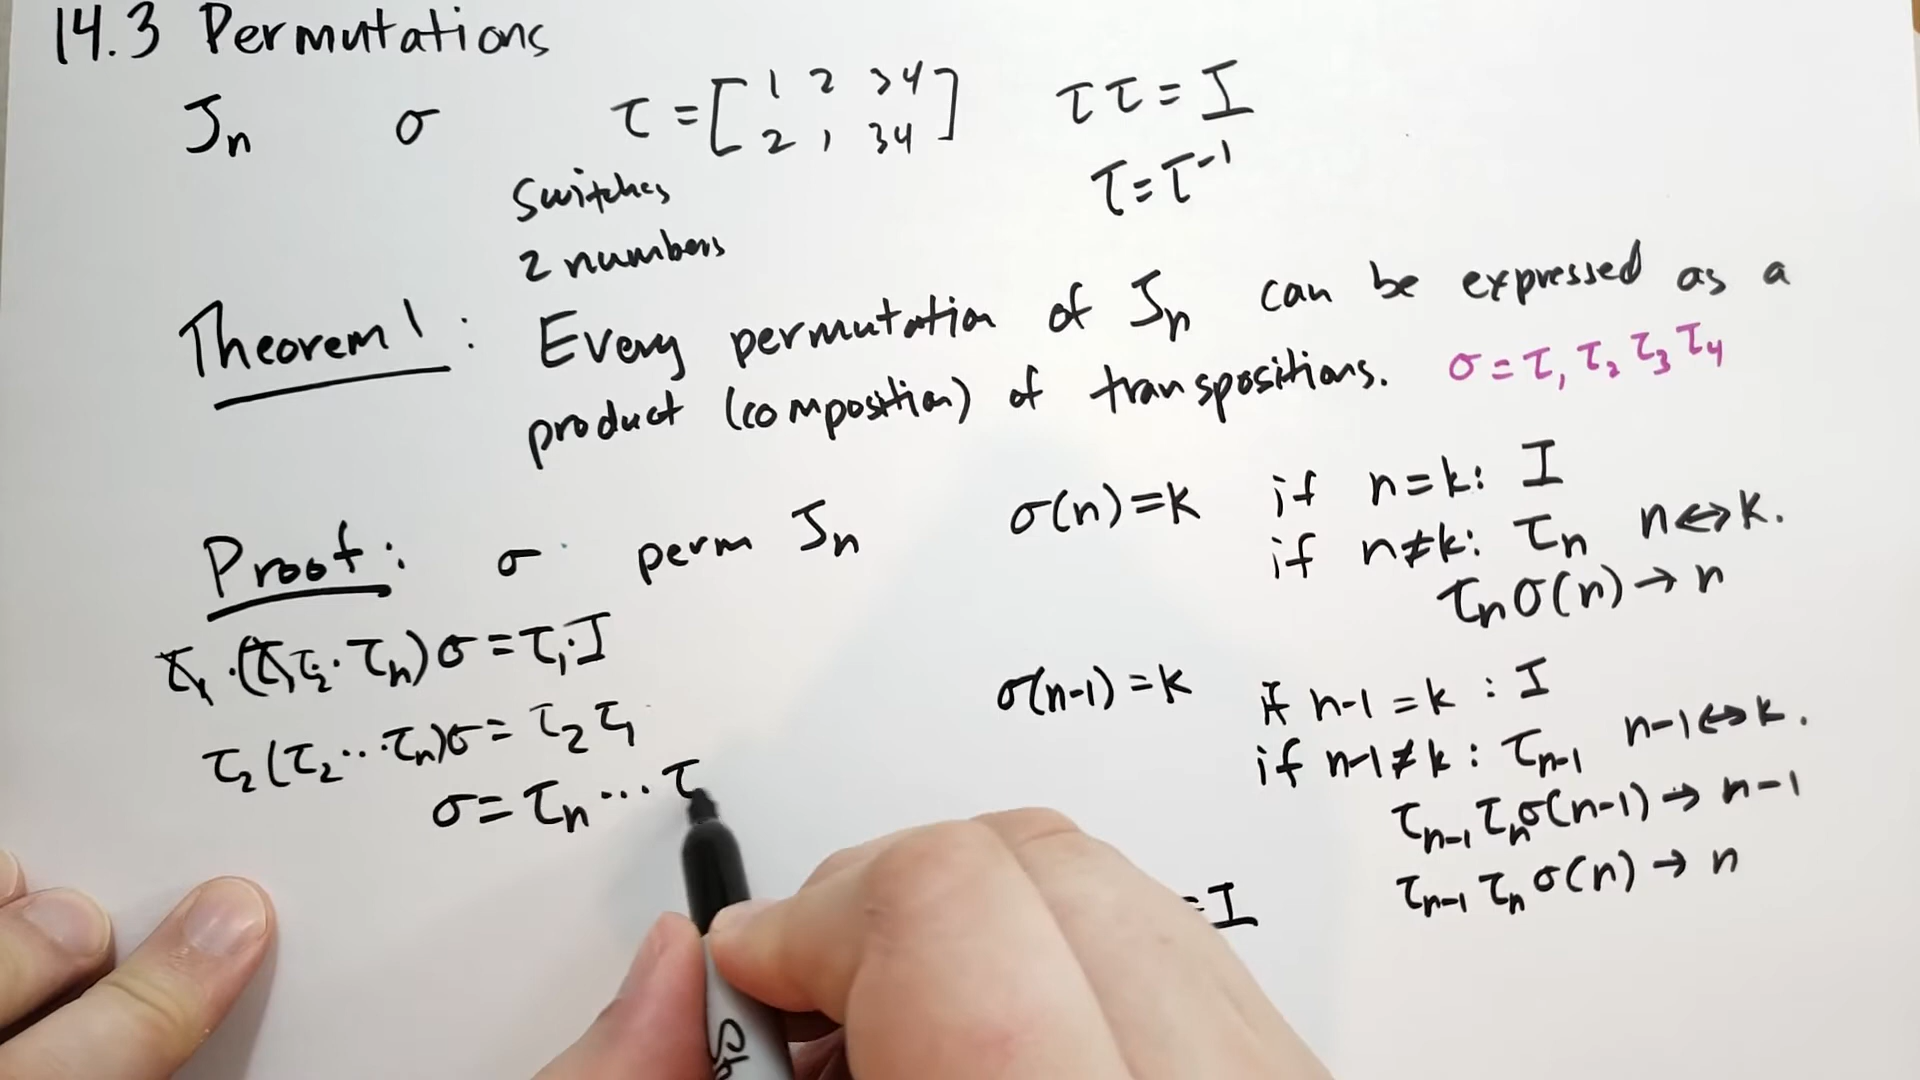 14.3 Permutations
Jn σ τ = [1 2 3 4 / 2 1 3 4] ττ = I
Switches 2 numbers
τ = τ⁻¹
Theorem 1: Every permutation of Jn can be expressed as a
product (composition) of transpositions. σ = τ₁ τ₂ τ₃ τ₄
Proof: σ perm Jn
τ₁·(τ₁τ₂·τn)σ = τ₁·I
τ₂(τ₂···τn)σ = τ₂ τ₁
σ = τn ··· τ
σ(n) = k if n = k: I
if n ≠ k: τn n ↔ k.
τn σ(n) → n
σ(n-1) = k If n-1 = k : I
if n-1 ≠ k : τn-1 n-1 ↔ k.
τn-1 τn σ(n-1) → n-1
τn-1 τn σ(n) → n
= I